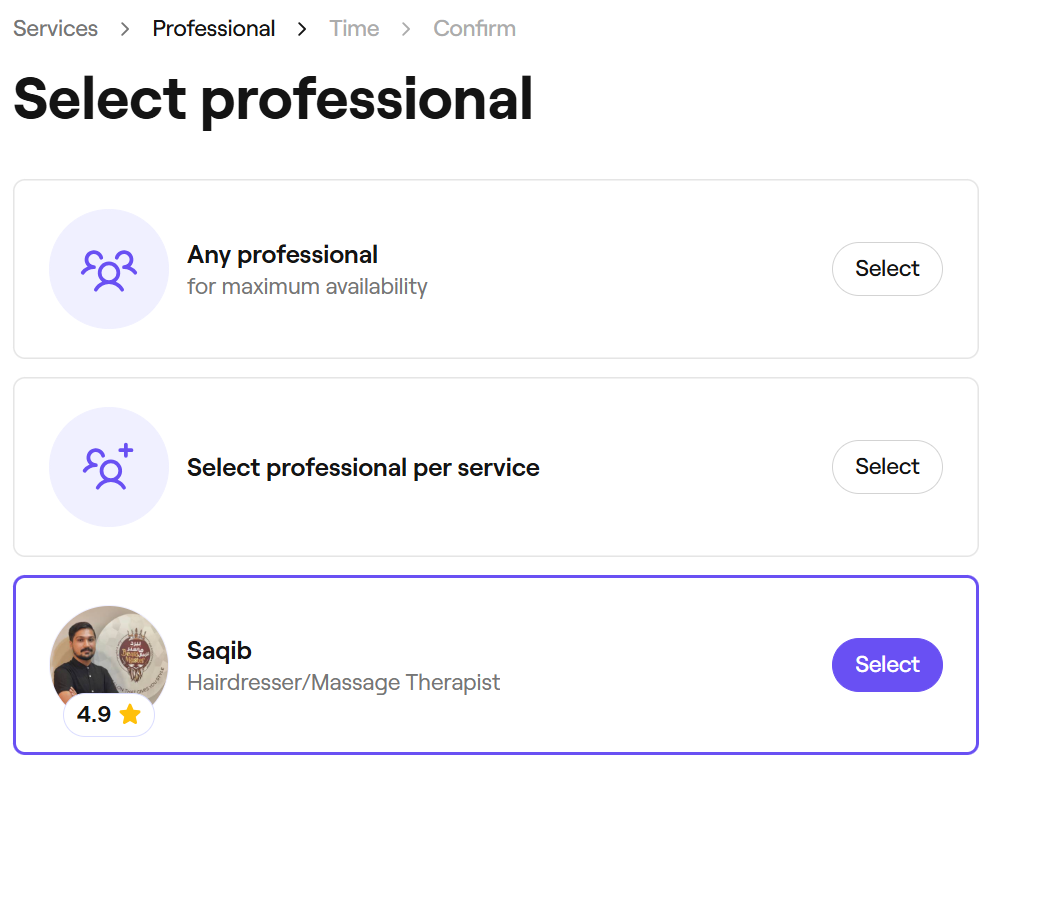 Services
Professional
Time
Confirm
Select professional
Any professional
for maximum availability
Select
Select professional per service
Select
Saqib
Hairdresser/Massage Therapist
4.9
Select